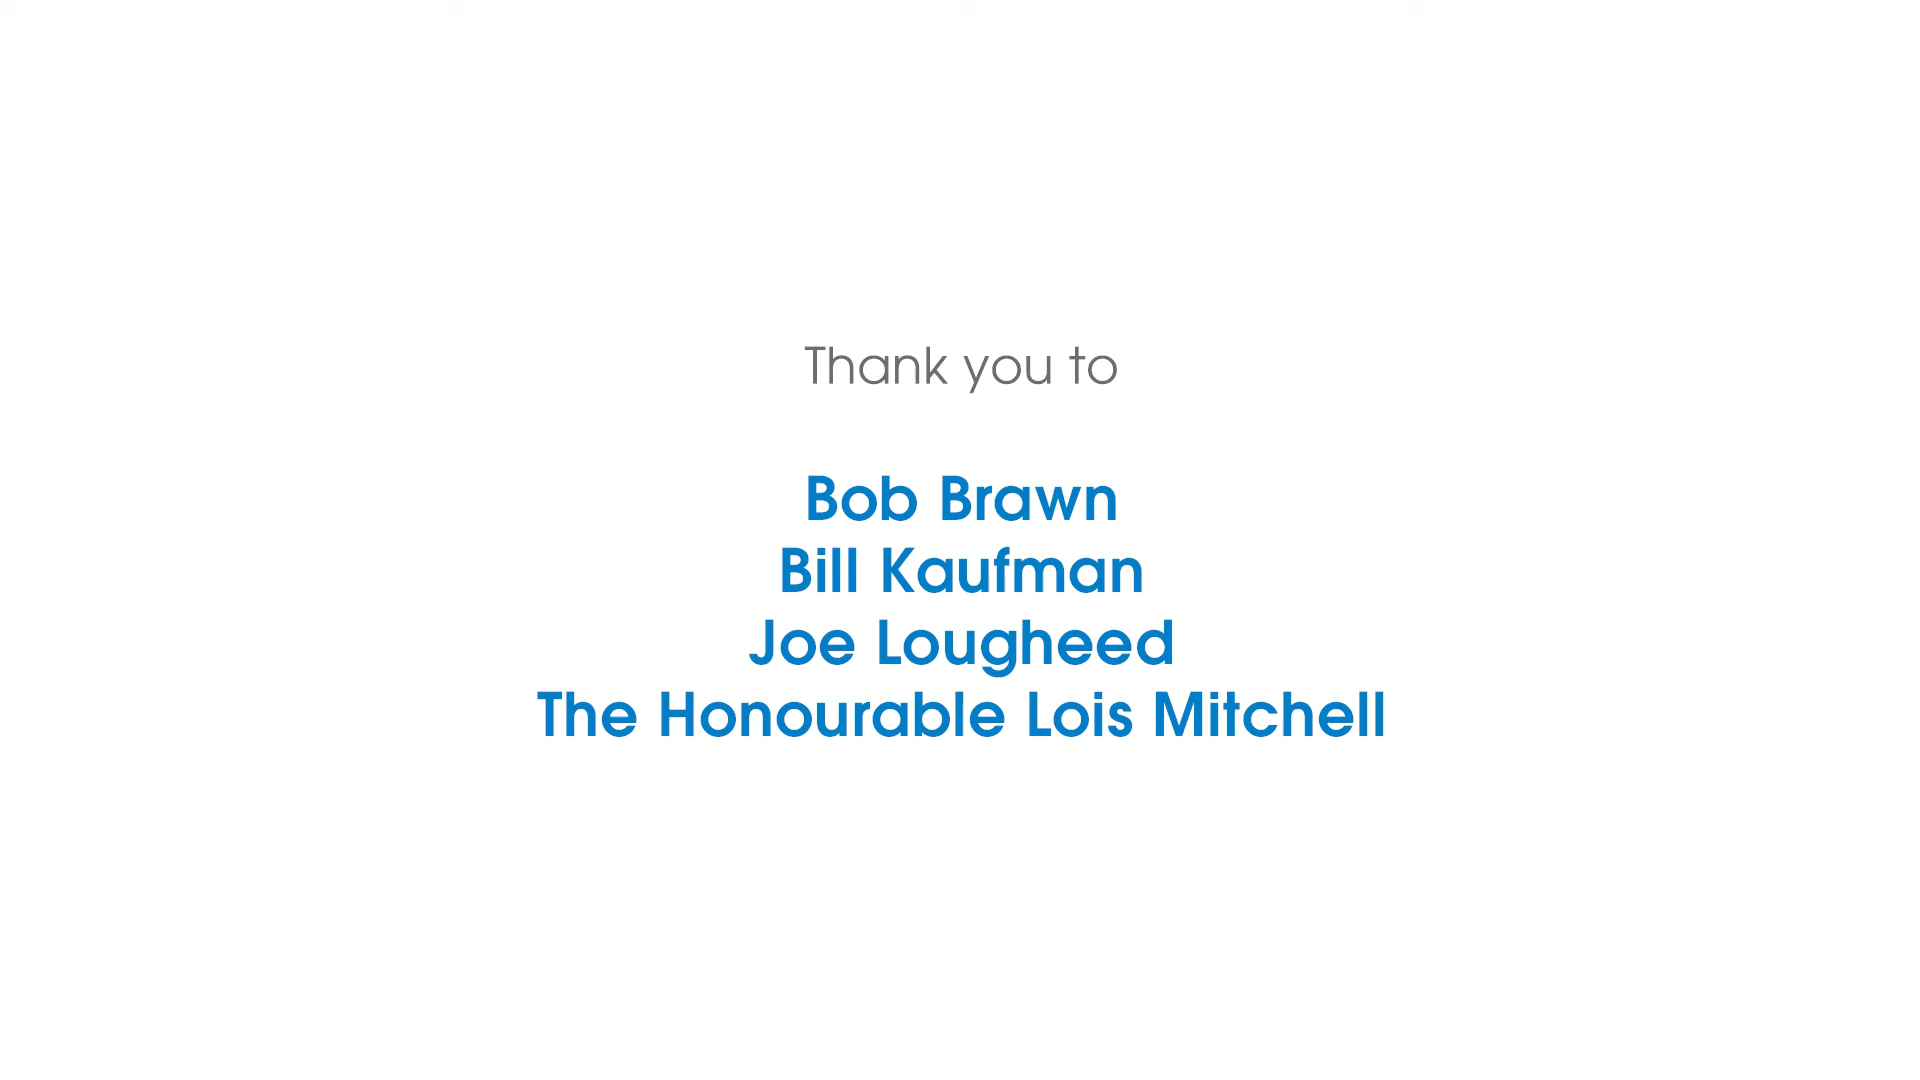 Thank you to
Bob Brawn
Bill Kaufman
Joe Lougheed
The Honourable Lois Mitchell